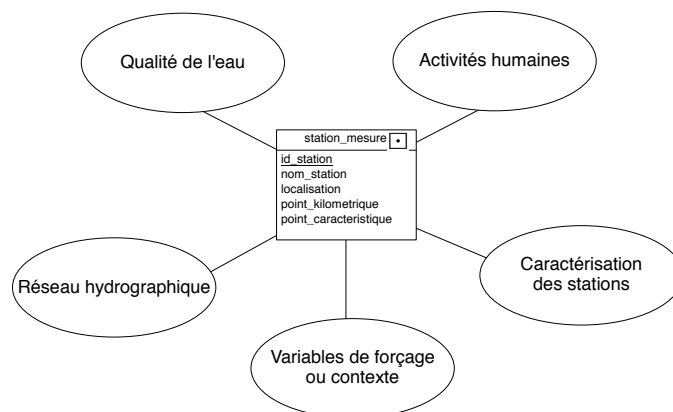 Qualité de l'eau
Activités humaines
station_mesure
id_station
nom_station
localisation
point_kilometrique
point_caracteristique
Réseau hydrographique
Caractérisation
des stations
Variables de forçage
ou contexte